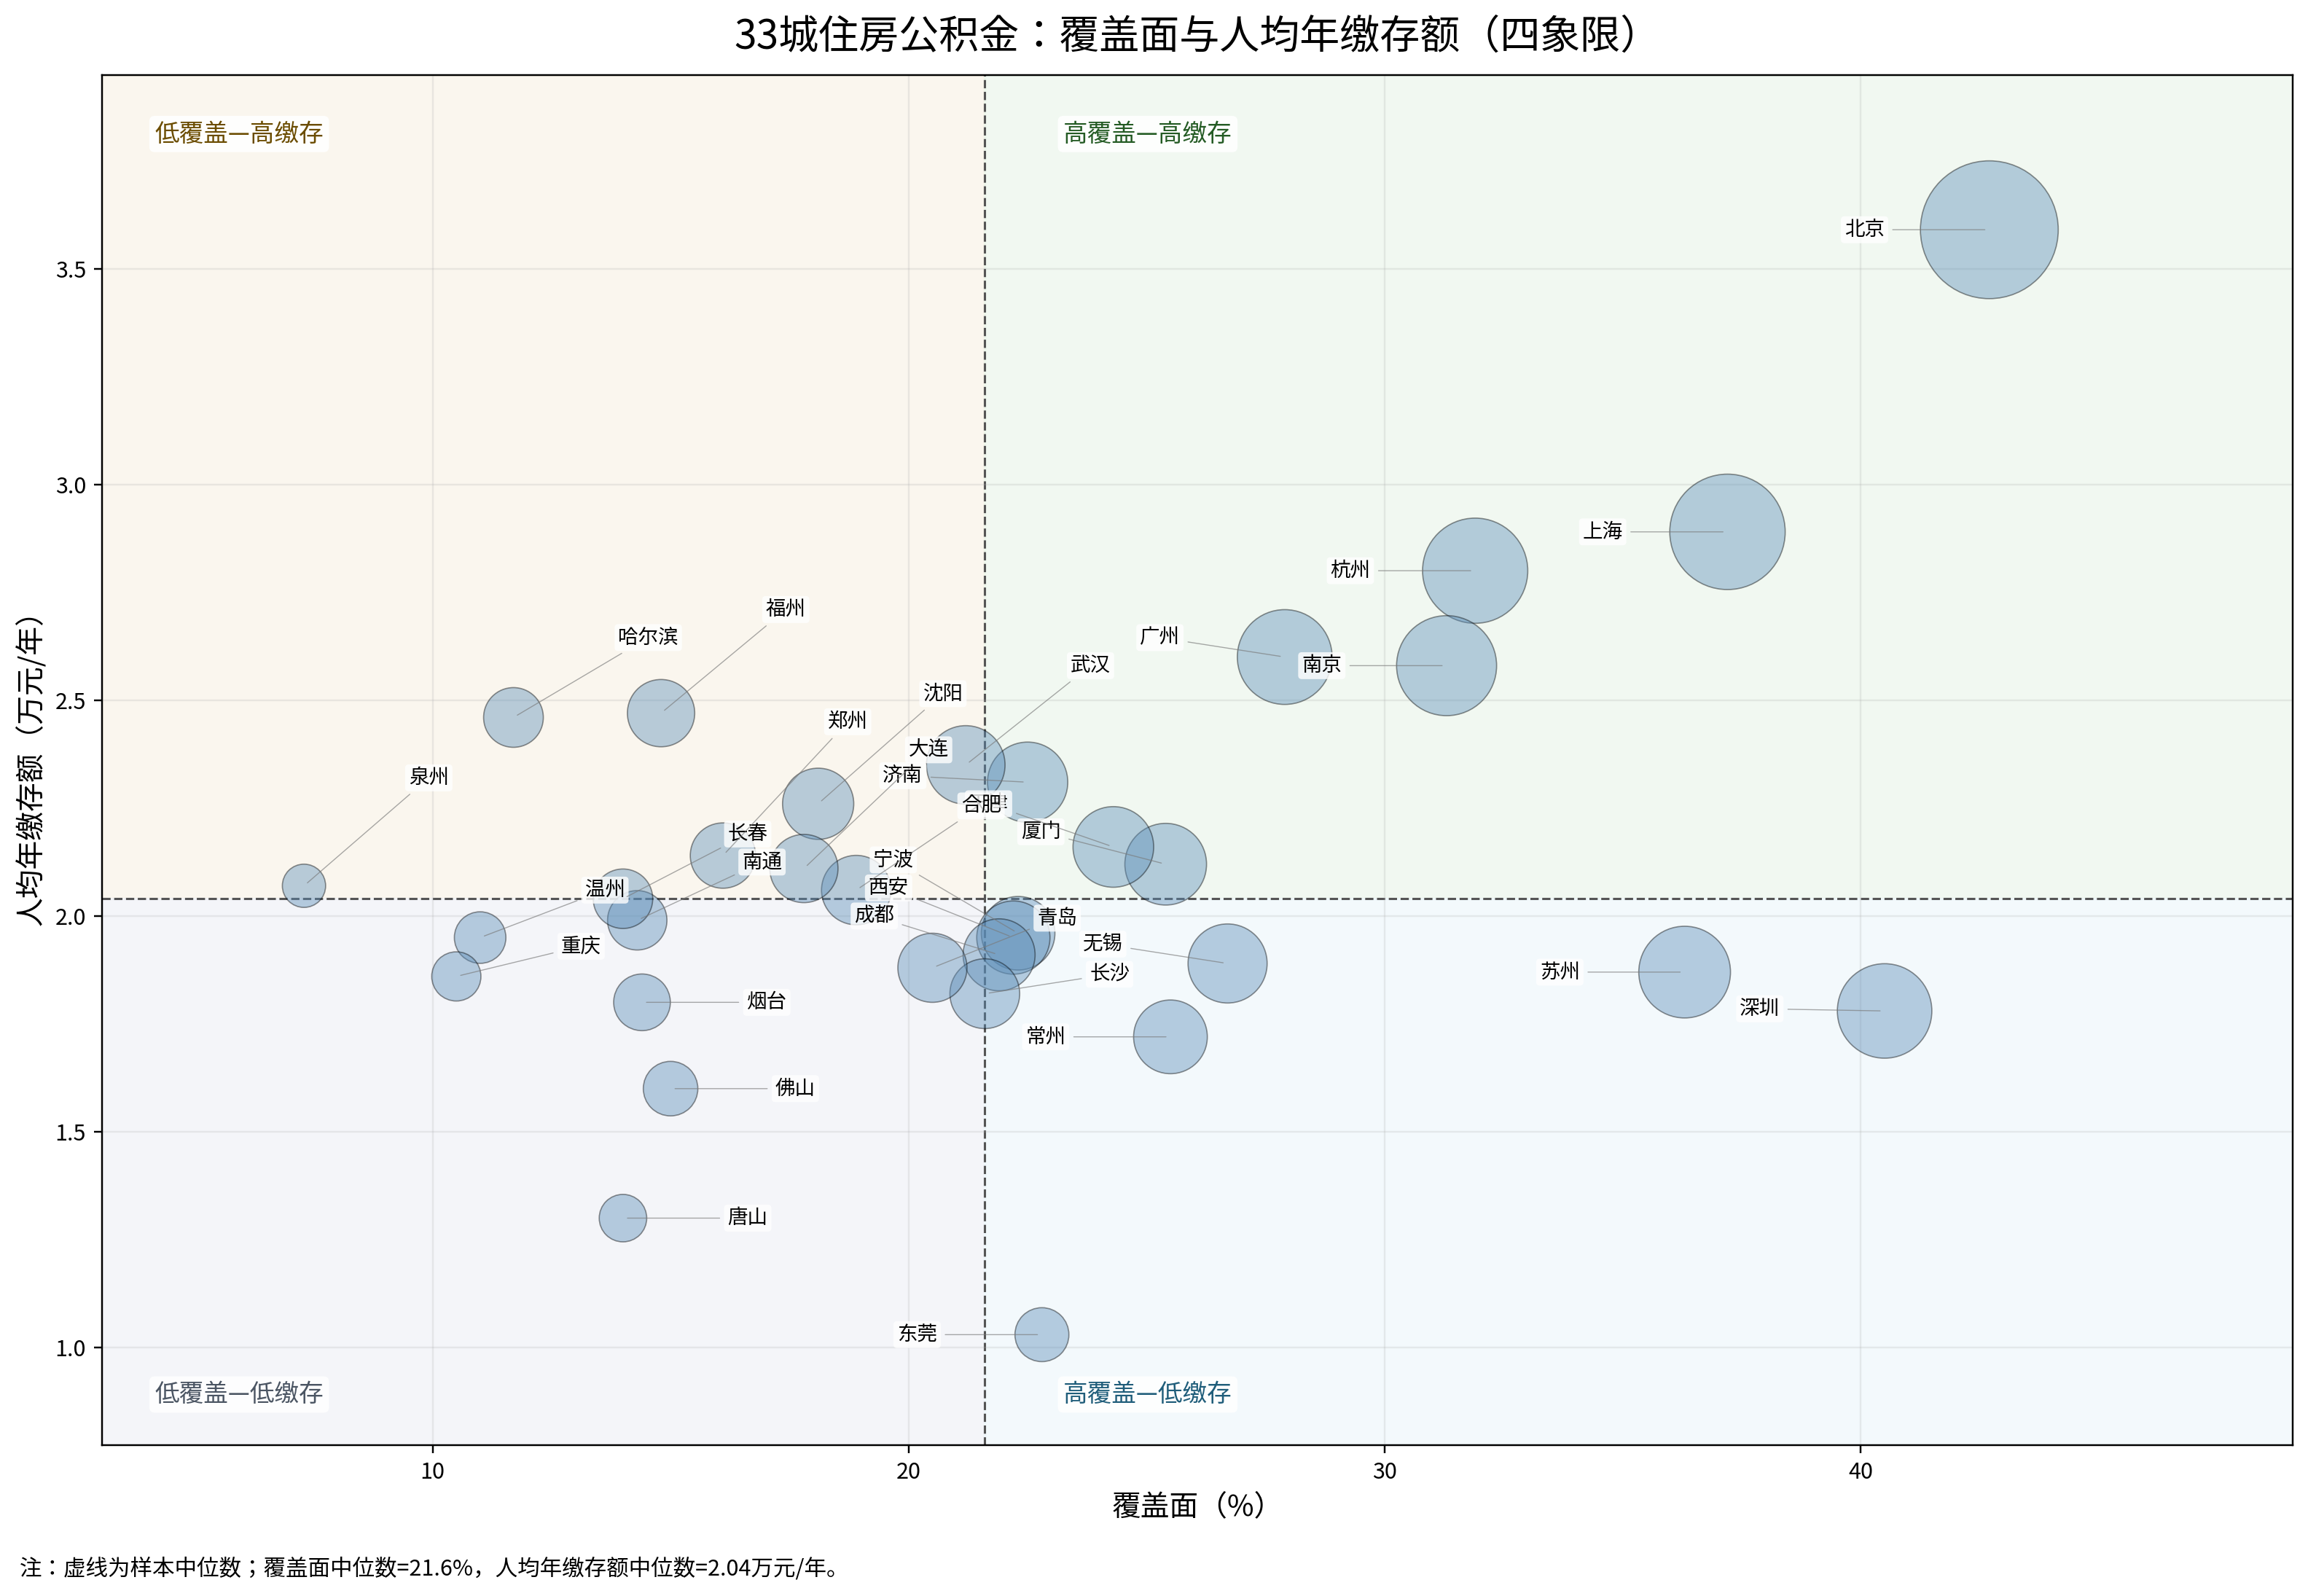 33城住房公积金：覆盖面与人均年缴存额（四象限）
低覆盖—高缴存
高覆盖—高缴存
北京
3.5
3.0
上海
杭州
福州
哈尔滨
广州
武汉
南京
沈阳
2.5
郑州
大连
济南
泉州
合肥
长春
厦门
南通
宁波
温州
西安
2.0
成都
青岛
重庆
无锡
苏州
长沙
烟台
深圳
常州
佛山
1.5
唐山
东莞
1.0
低覆盖—低缴存
高覆盖—低缴存
人均年缴存额（万元/年）
10
20
30
40
覆盖面（%）
注：虚线为样本中位数；覆盖面中位数=21.6%，人均年缴存额中位数=2.04万元/年。